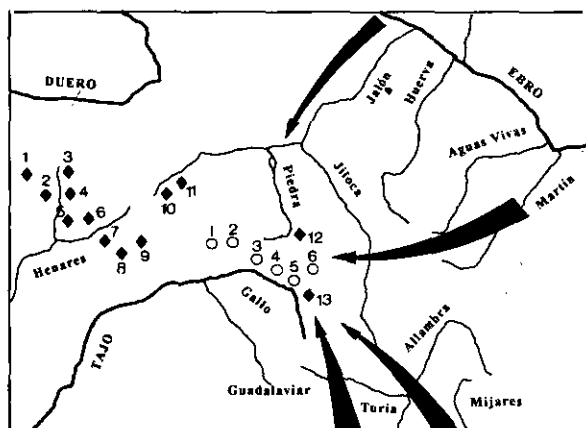 DUERO
EBRO
Jalón
Huerva
Aguas Vivas
1
3
2
4
Piedra
Jiloca
Martín
11
10
5
6
7
1
2
12
8
9
3
4
6
5
Henares
13
Gallo
TAJO
Alfambra
Guadalaviar
Turia
Mijares